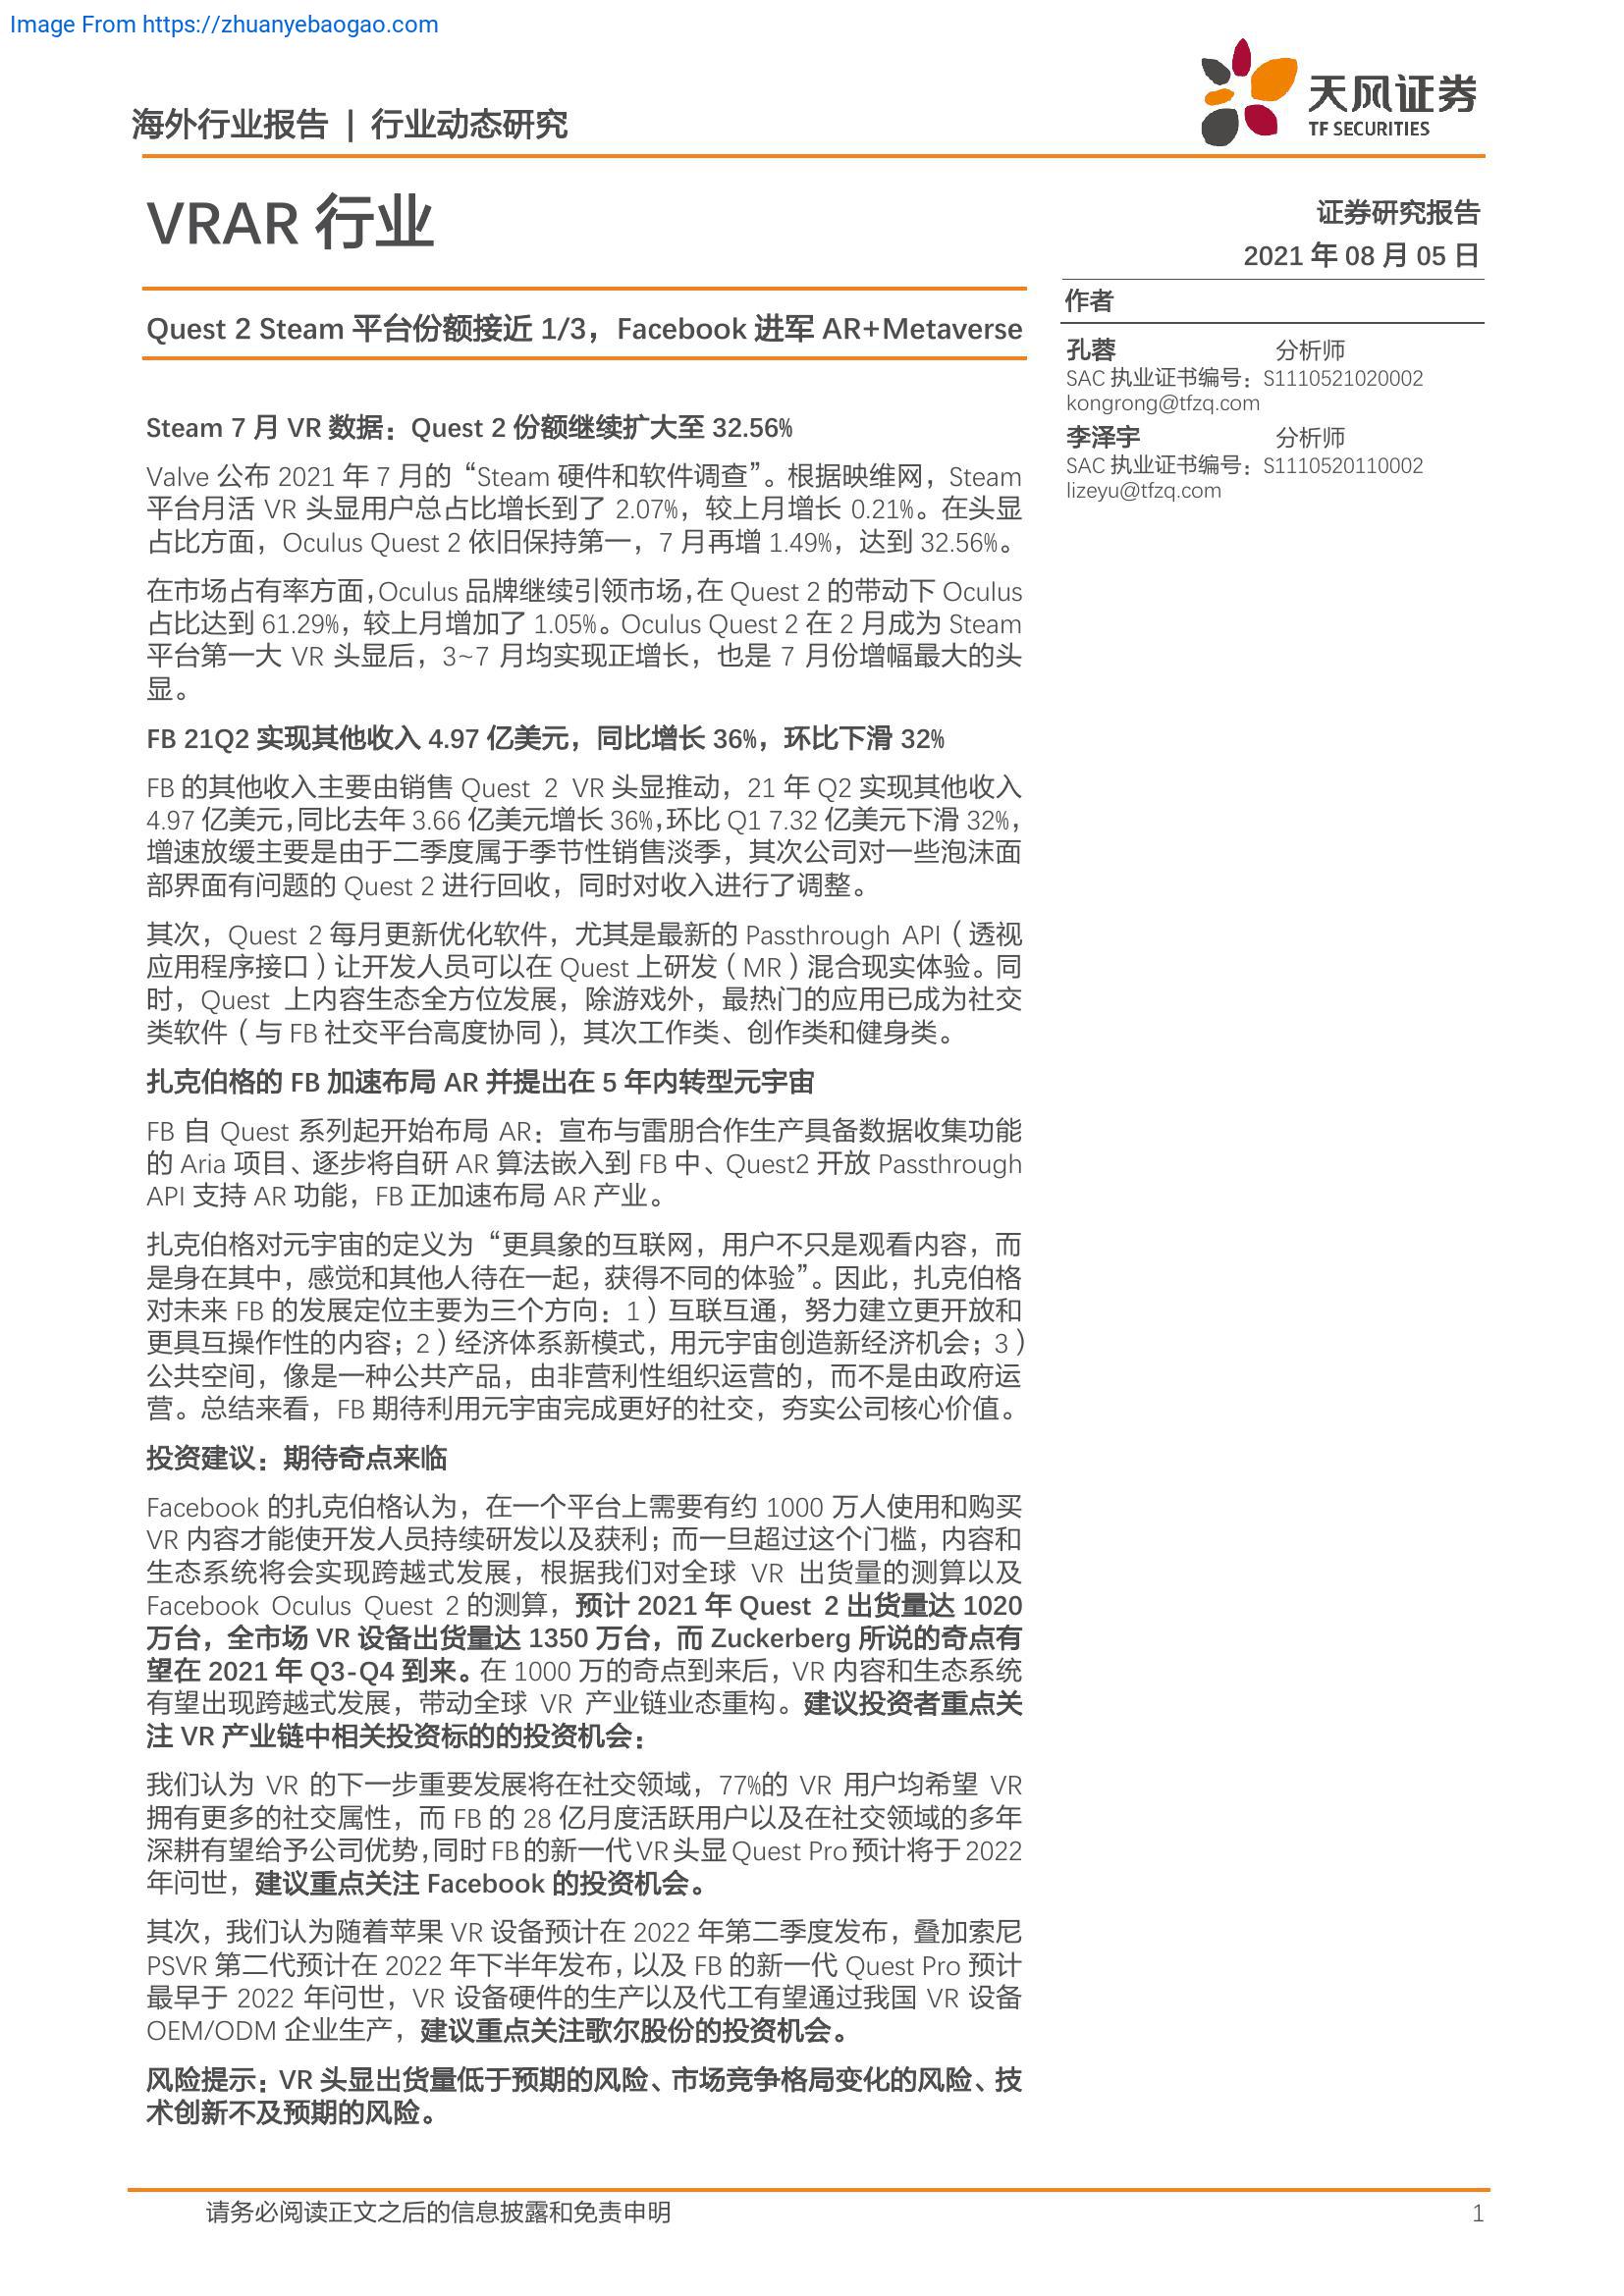 Image From https://zhuanyebaogao.com
天风证券
TF SECURITIES
海外行业报告 | 行业动态研究
VRAR 行业
证券研究报告
2021 年 08 月 05 日
Quest 2 Steam 平台份额接近 1/3，Facebook 进军 AR+Metaverse
作者
孔蓉 分析师
SAC 执业证书编号：S1110521020002
kongrong@tfzq.com
李泽宇 分析师
SAC 执业证书编号：S1110520110002
lizeyu@tfzq.com
Steam 7 月 VR 数据：Quest 2 份额继续扩大至 32.56%
Valve 公布 2021 年 7 月的“Steam 硬件和软件调查”。根据映维网，Steam
平台月活 VR 头显用户总占比增长到了 2.07%，较上月增长 0.21%。在头显
占比方面，Oculus Quest 2 依旧保持第一，7 月再增 1.49%，达到 32.56%。
在市场占有率方面，Oculus 品牌继续引领市场，在 Quest 2 的带动下 Oculus
占比达到 61.29%，较上月增加了 1.05%。Oculus Quest 2 在 2 月成为 Steam
平台第一大 VR 头显后，3~7 月均实现正增长，也是 7 月份增幅最大的头
显。
FB 21Q2 实现其他收入 4.97 亿美元，同比增长 36%，环比下滑 32%
FB 的其他收入主要由销售 Quest 2 VR 头显推动，21 年 Q2 实现其他收入
4.97 亿美元，同比去年 3.66 亿美元增长 36%，环比 Q1 7.32 亿美元下滑 32%，
增速放缓主要是由于二季度属于季节性销售淡季，其次公司对一些泡沫面
部界面有问题的 Quest 2 进行回收，同时对收入进行了调整。
其次，Quest 2 每月更新优化软件，尤其是最新的 Passthrough API（透视
应用程序接口）让开发人员可以在 Quest 上研发（MR）混合现实体验。同
时，Quest 上内容生态全方位发展，除游戏外，最热门的应用已成为社交
类软件（与 FB 社交平台高度协同），其次工作类、创作类和健身类。
扎克伯格的 FB 加速布局 AR 并提出在 5 年内转型元宇宙
FB 自 Quest 系列起开始布局 AR：宣布与雷朋合作生产具备数据收集功能
的 Aria 项目、逐步将自研 AR 算法嵌入到 FB 中、Quest2 开放 Passthrough
API 支持 AR 功能，FB 正加速布局 AR 产业。
扎克伯格对元宇宙的定义为“更具象的互联网，用户不只是观看内容，而
是身在其中，感觉和其他人待在一起，获得不同的体验”。因此，扎克伯格
对未来 FB 的发展定位主要为三个方向：1）互联互通，努力建立更开放和
更具互操作性的内容；2）经济体系新模式，用元宇宙创造新经济机会；3）
公共空间，像是一种公共产品，由非营利性组织运营的，而不是由政府运
营。总结来看，FB 期待利用元宇宙完成更好的社交，夯实公司核心价值。
投资建议：期待奇点来临
Facebook 的扎克伯格认为，在一个平台上需要有约 1000 万人使用和购买
VR 内容才能使开发人员持续研发以及获利；而一旦超过这个门槛，内容和
生态系统将会实现跨越式发展，根据我们对全球 VR 出货量的测算以及
Facebook Oculus Quest 2 的测算，预计 2021 年 Quest 2 出货量达 1020
万台，全市场 VR 设备出货量达 1350 万台，而 Zuckerberg 所说的奇点有
望在 2021 年 Q3-Q4 到来。在 1000 万的奇点到来后，VR 内容和生态系统
有望出现跨越式发展，带动全球 VR 产业链业态重构。建议投资者重点关
注 VR 产业链中相关投资标的的投资机会：
我们认为 VR 的下一步重要发展将在社交领域，77%的 VR 用户均希望 VR
拥有更多的社交属性，而 FB 的 28 亿月度活跃用户以及在社交领域的多年
深耕有望给予公司优势，同时 FB 的新一代 VR 头显 Quest Pro 预计将于 2022
年问世，建议重点关注 Facebook 的投资机会。
其次，我们认为随着苹果 VR 设备预计在 2022 年第二季度发布，叠加索尼
PSVR 第二代预计在 2022 年下半年发布，以及 FB 的新一代 Quest Pro 预计
最早于 2022 年问世，VR 设备硬件的生产以及代工有望通过我国 VR 设备
OEM/ODM 企业生产，建议重点关注歌尔股份的投资机会。
风险提示：VR 头显出货量低于预期的风险、市场竞争格局变化的风险、技
术创新不及预期的风险。
请务必阅读正文之后的信息披露和免责申明 1